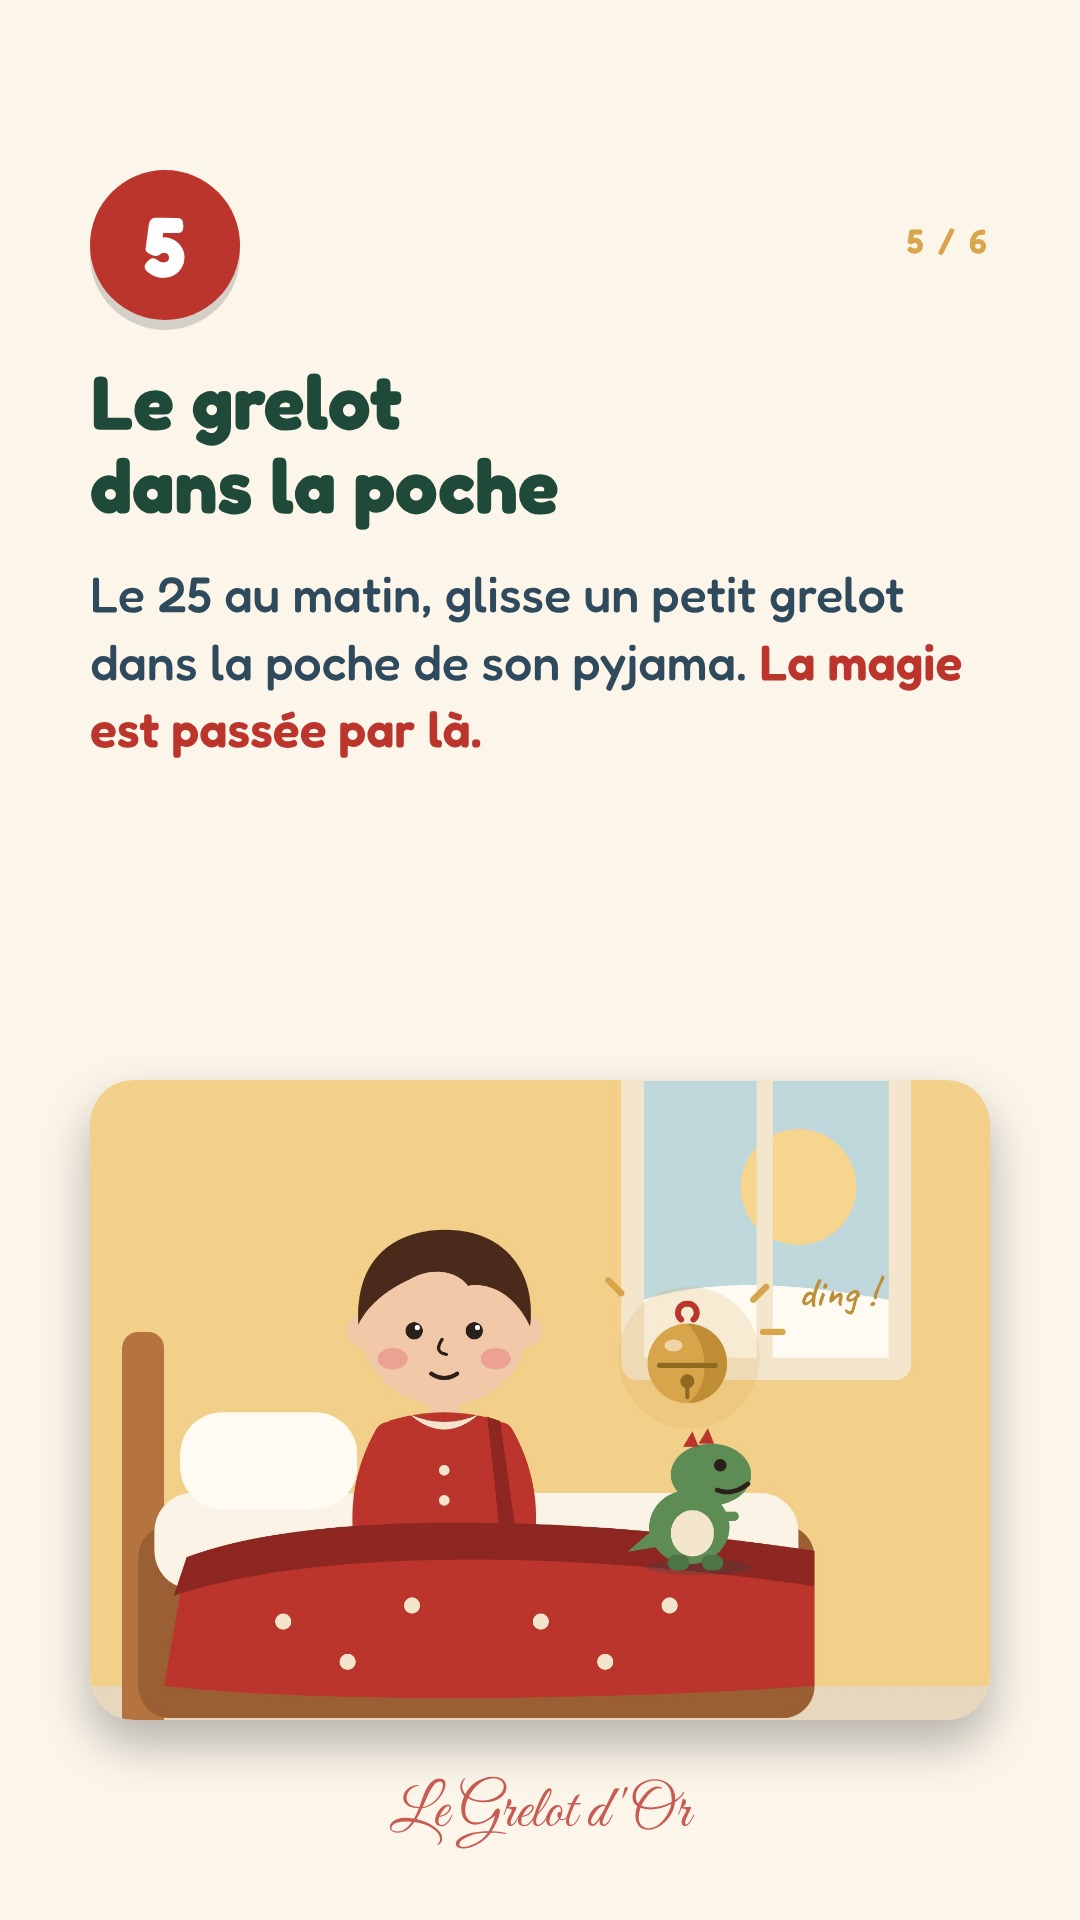 5
5 / 6
Le grelot
dans la poche
Le 25 au matin, glisse un petit grelot
dans la poche de son pyjama. La magie
est passée par là.
ding !
Le Grelot d'Or